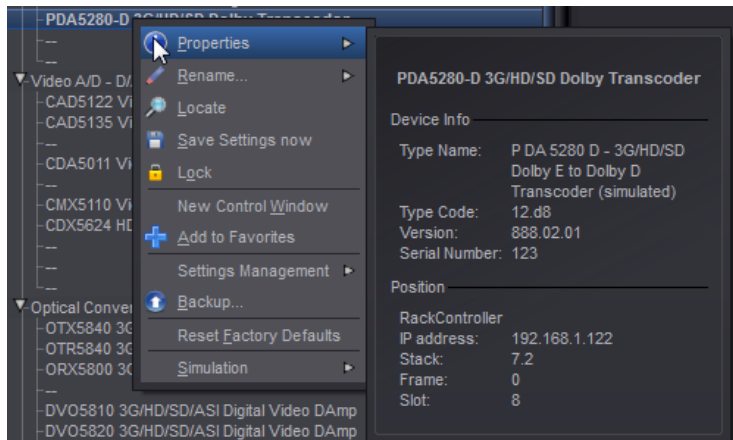 PDA5280-D 3G/HD/SD Dolby Transcoder
Properties
Rename...
Locate
Save Settings now
Lock
New Control Window
Add to Favorites
Settings Management
Backup...
Reset Factory Defaults
Simulation
PDA5280-D 3G/HD/SD Dolby Transcoder
Device Info
Type Name: P DA 5280 D - 3G/HD/SD
Dolby E to Dolby D
Transcoder (simulated)
Type Code: 12.d8
Version: 888.02.01
Serial Number: 123
Position
RackController
IP address: 192.168.1.122
Stack: 7.2
Frame: 0
Slot: 8
--
--
Video A/D - D/
CAD5122 Vi
CAD5135 Vi
--
CDA5011 Vi
--
CMX5110 Vi
CDX5624 HD
--
--
--
Optical Conver
OTX5840 3G
OTR5840 3G
ORX5800 3G
--
DVO5810 3G/HD/SD/ASI Digital Video DAmp
DVO5820 3G/HD/SD/ASI Digital Video DAmp